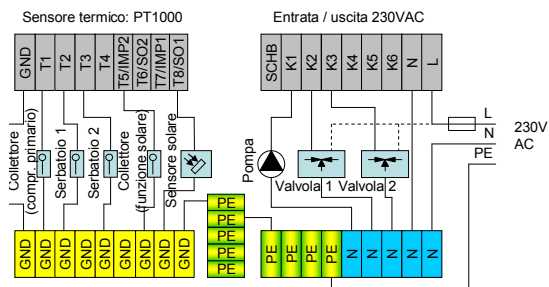 Sensore termico: PT1000
Entrata / uscita 230VAC
GND
T1
T2
T3
T4
T5/IMP2
T6/SO2
T7/IMP1
T8/SO1
SCHB
K1
K2
K3
K4
K5
K6
N
L
L
N
PE
230V
AC
Collettore
(compr. primario)
Serbatoio 1
Serbatoio 2
Collettore
(funzione solare)
Sensore solare
Pompa
Valvola 1
Valvola 2
PE
PE
PE
PE
PE
GND
GND
GND
GND
GND
GND
GND
GND
PE
PE
PE
PE
N
N
N
N